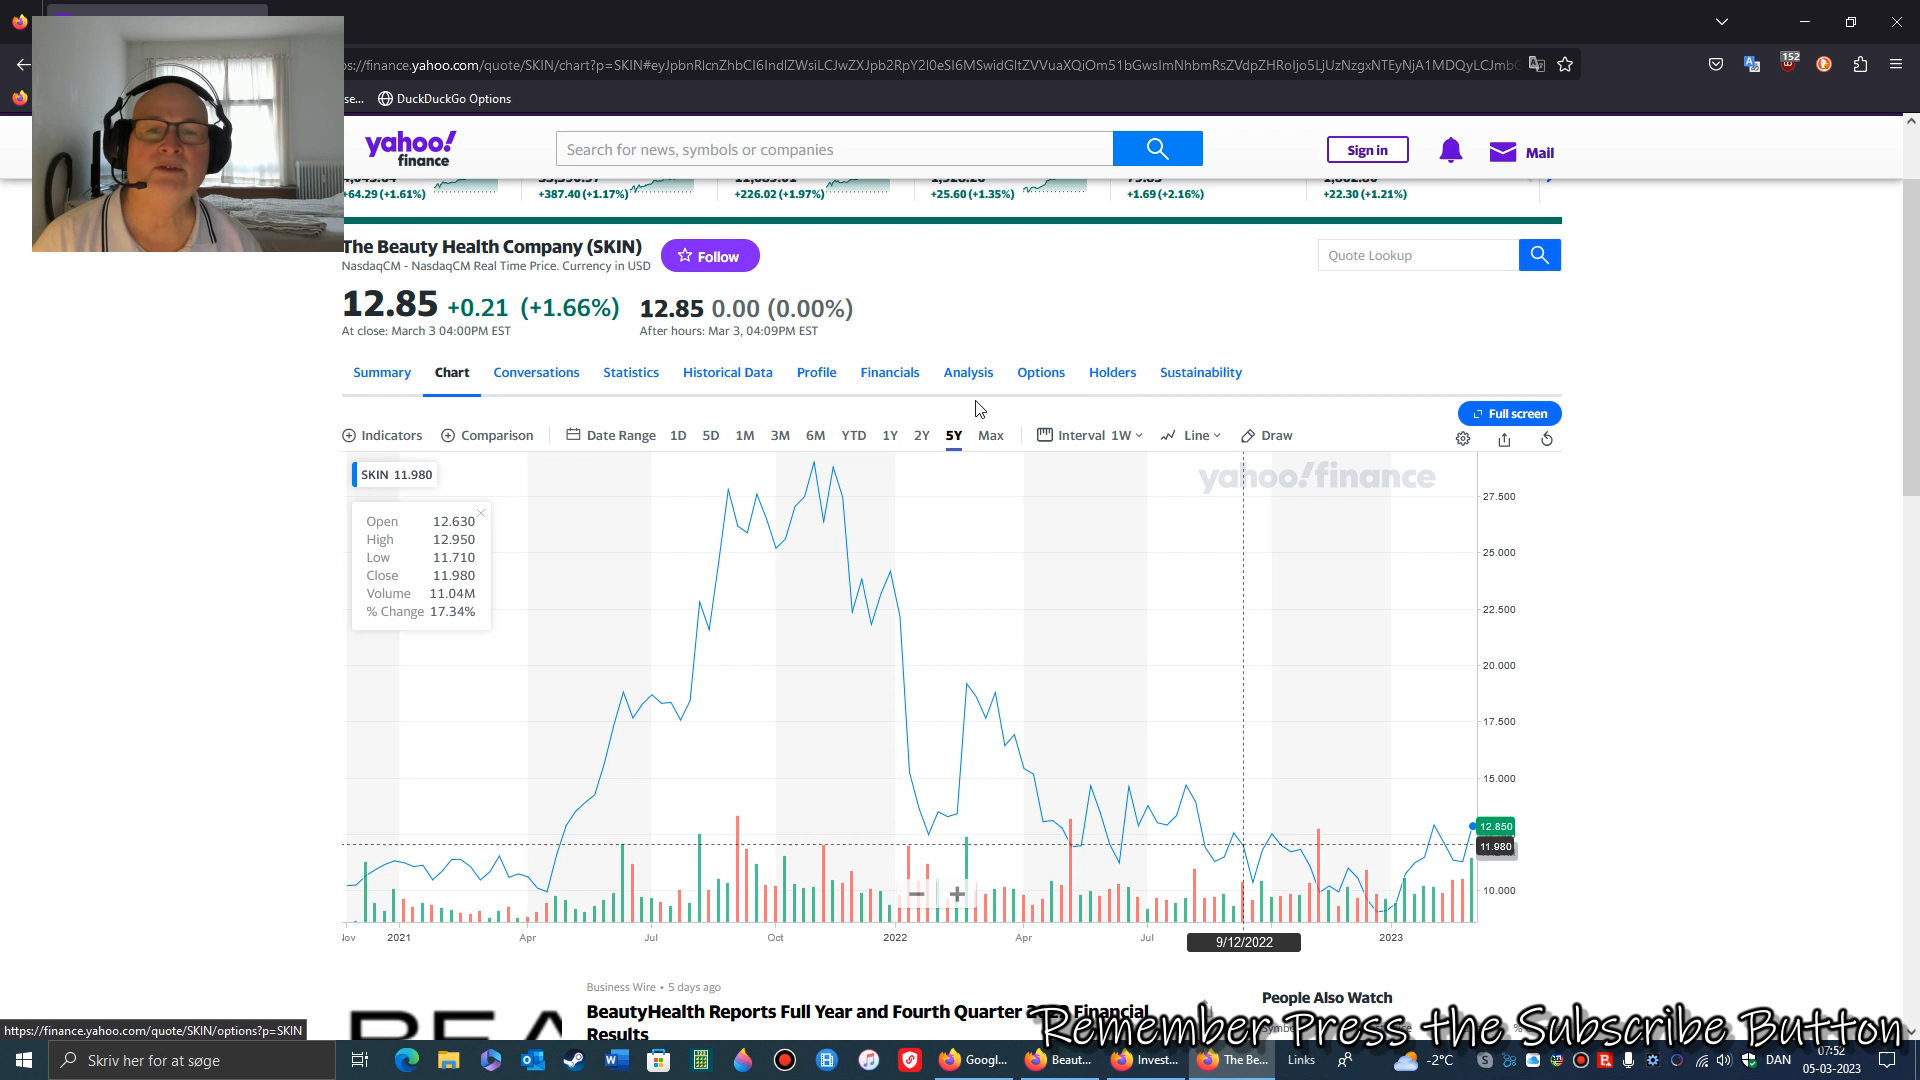 ps://finance.yahoo.com/quote/SKIN/chart?p=SKIN#eyJpbnRlcnZhbCI6IndlZWsiLCJwZXJpb2RpY2l0eSI6MSwidGltZVVuaXQiOm51bGwsImNhbmRsZVdpZHRoIjo5LjUzNzgxNTEyNjA1MDQyLCJmbG
152
se...
DuckDuckGo Options
yahoo!
finance
Search for news, symbols or companies
Sign in
Mail
+64.29 (+1.61%)
+387.40 (+1.17%)
+226.02 (+1.97%)
+25.60 (+1.35%)
+1.69 (+2.16%)
+22.30 (+1.21%)
The Beauty Health Company (SKIN)
Follow
NasdaqCM - NasdaqCM Real Time Price. Currency in USD
Quote Lookup
12.85 +0.21 (+1.66%)
12.85 0.00 (0.00%)
At close: March 3 04:00PM EST
After hours: Mar 3, 04:09PM EST
Summary
Chart
Conversations
Statistics
Historical Data
Profile
Financials
Analysis
Options
Holders
Sustainability
Full screen
Indicators
Comparison
Date Range
1D
5D
1M
3M
6M
YTD
1Y
2Y
5Y
Max
Interval 1W
Line
Draw
SKIN 11.980
yahoo!finance
Open 12.630
High 12.950
Low 11.710
Close 11.980
Volume 11.04M
% Change 17.34%
27.500
25.000
22.500
20.000
17.500
15.000
12.850
11.980
10.000
Nov
2021
Apr
Jul
Oct
2022
Apr
Jul
9/12/2022
2023
Business Wire • 5 days ago
BeautyHealth Reports Full Year and Fourth Quarter 2022 Financial
Results
People Also Watch
BEA
Remember Press the Subscribe Button
https://finance.yahoo.com/quote/SKIN/options?p=SKIN
Skriv her for at søge
Googl...
Beaut...
Invest...
The Be...
Links
-2°C
DAN
07:52
05-03-2023